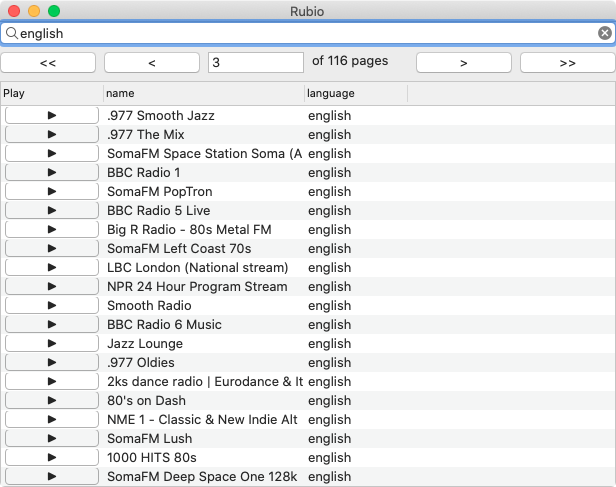 Rubio
english
<< < 3 of 116 pages > >>
Play name language
.977 Smooth Jazz english
.977 The Mix english
SomaFM Space Station Soma (A english
BBC Radio 1 english
SomaFM PopTron english
BBC Radio 5 Live english
Big R Radio - 80s Metal FM english
SomaFM Left Coast 70s english
LBC London (National stream) english
NPR 24 Hour Program Stream english
Smooth Radio english
BBC Radio 6 Music english
Jazz Lounge english
.977 Oldies english
2ks dance radio | Eurodance & It english
80's on Dash english
NME 1 - Classic & New Indie Alt english
SomaFM Lush english
1000 HITS 80s english
SomaFM Deep Space One 128k english